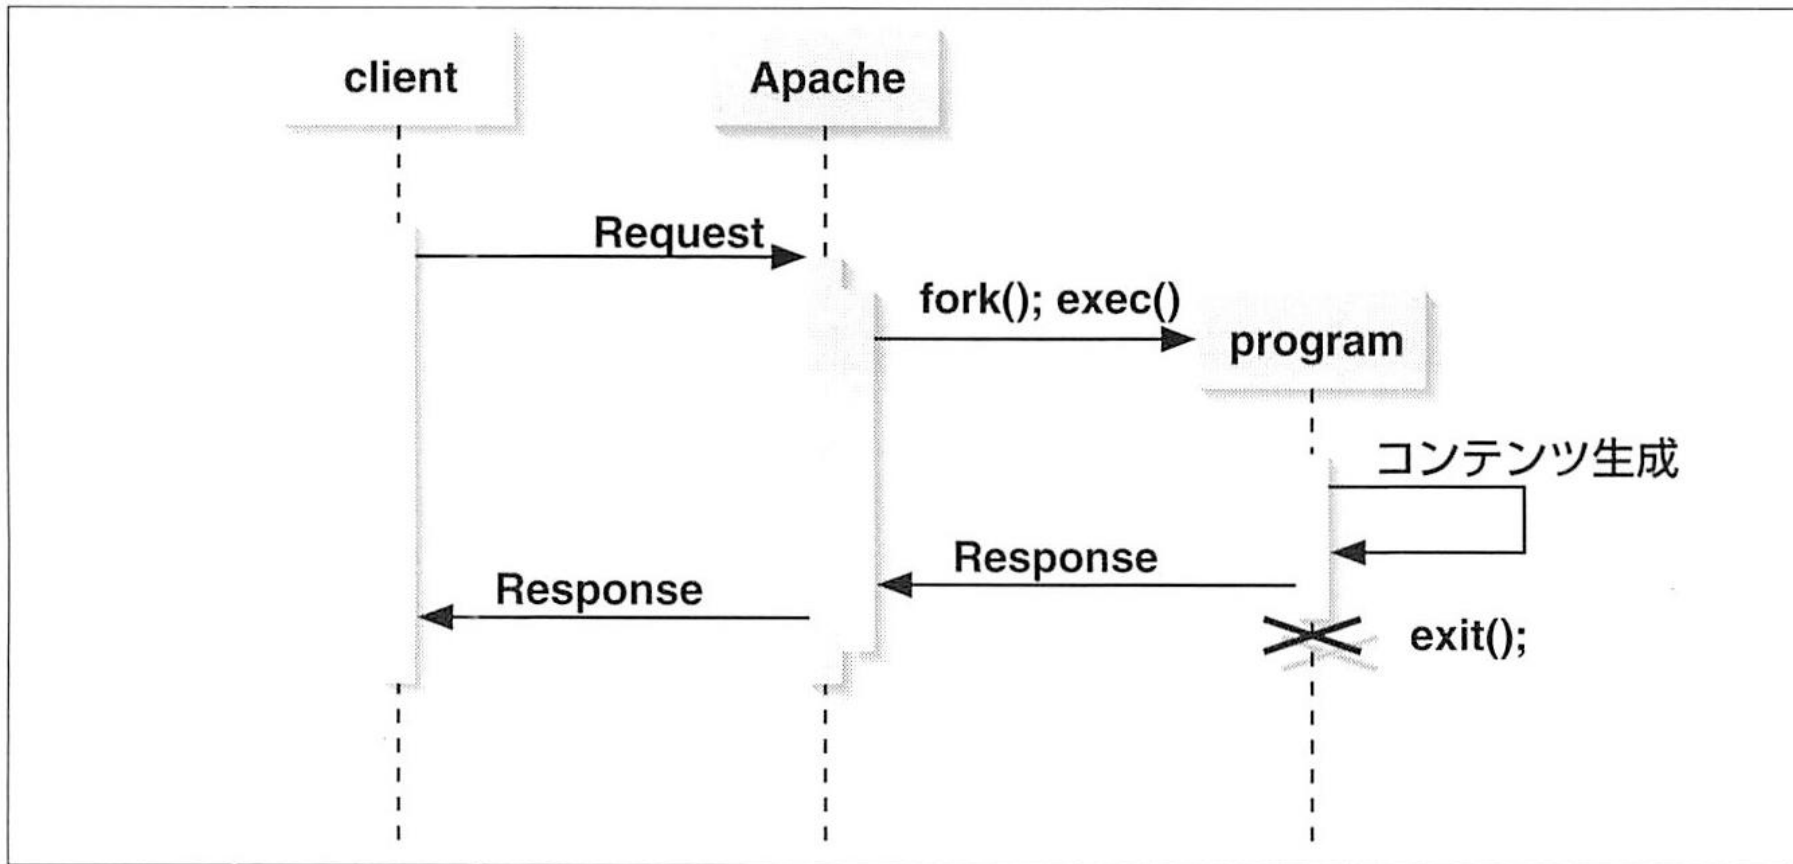 client
Apache
Request
fork(); exec()
program
コンテンツ生成
Response
Response
exit();